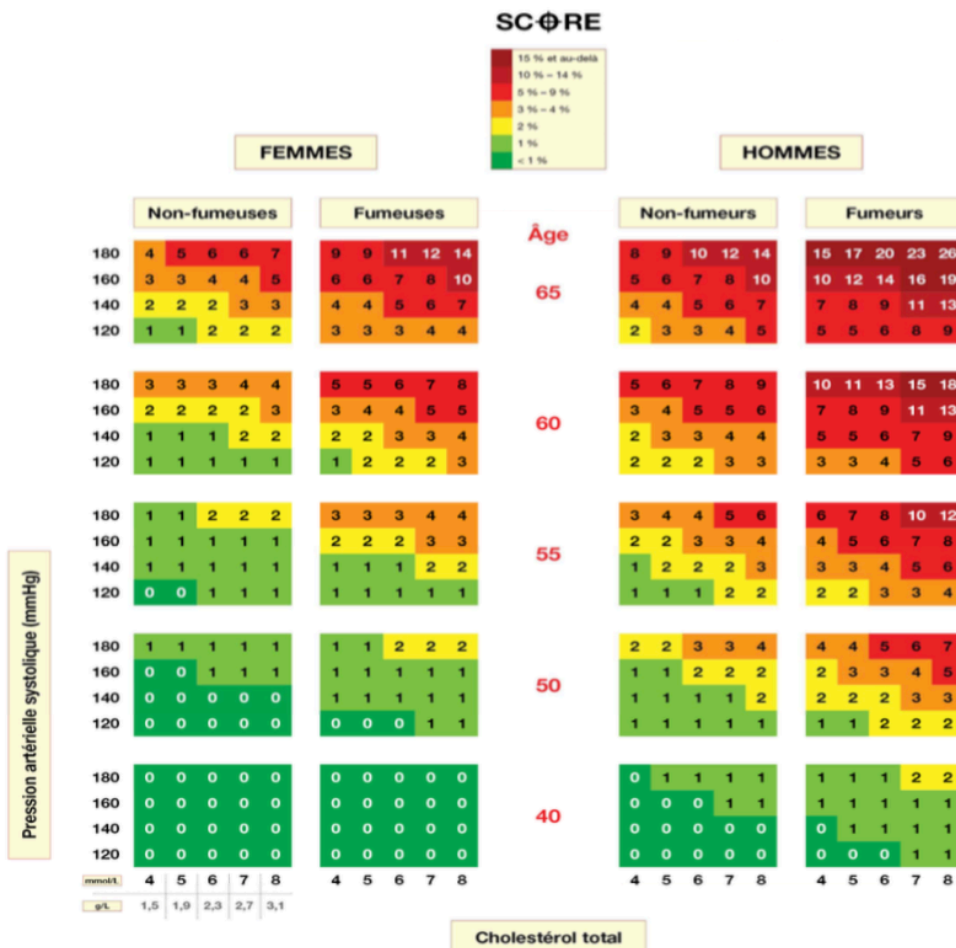 SCORE
15 % et au-delà
10 % – 14 %
5 % – 9 %
3 % – 4 %
2 %
1 %
< 1 %
FEMMES HOMMES
Non-fumeuses Fumeuses Âge Non-fumeurs Fumeurs
180 4 5 6 6 7 9 9 11 12 14 8 9 10 12 14 15 17 20 23 26
160 3 3 4 4 5 6 6 7 8 10 65 5 6 7 8 10 10 12 14 16 19
140 2 2 2 3 3 4 4 5 6 7 4 4 5 6 7 7 8 9 11 13
120 1 1 2 2 2 3 3 3 4 4 2 3 3 4 5 5 5 6 8 9
180 3 3 3 4 4 5 5 6 7 8 5 6 7 8 9 10 11 13 15 18
160 2 2 2 2 3 3 4 4 5 5 60 3 4 5 5 6 7 8 9 11 13
140 1 1 1 2 2 2 2 3 3 4 2 3 3 4 4 5 5 6 7 9
120 1 1 1 1 1 1 2 2 2 3 2 2 2 3 3 3 3 4 5 6
180 1 1 2 2 2 3 3 3 4 4 3 4 4 5 6 6 7 8 10 12
160 1 1 1 1 1 2 2 2 3 3 55 2 2 3 3 4 4 5 6 7 8
140 1 1 1 1 1 1 1 1 2 2 1 2 2 2 3 3 3 4 5 6
120 0 0 1 1 1 1 1 1 1 1 1 1 1 2 2 2 2 3 3 4
180 1 1 1 1 1 1 1 2 2 2 2 2 3 3 4 4 4 5 6 7
160 0 0 1 1 1 1 1 1 1 1 50 1 1 2 2 2 2 3 3 4 5
140 0 0 0 0 0 1 1 1 1 1 1 1 1 1 2 2 2 2 3 3
120 0 0 0 0 0 0 0 0 1 1 1 1 1 1 1 1 1 2 2 2
180 0 0 0 0 0 0 0 0 0 0 0 1 1 1 1 1 1 1 2 2
160 0 0 0 0 0 0 0 0 0 0 40 0 0 0 1 1 1 1 1 1 1
140 0 0 0 0 0 0 0 0 0 0 0 0 0 0 0 0 1 1 1 1
120 0 0 0 0 0 0 0 0 0 0 0 0 0 0 0 0 0 0 1 1
mmol/L 4 5 6 7 8 4 5 6 7 8 4 5 6 7 8 4 5 6 7 8
g/L 1,5 1,9 2,3 2,7 3,1
Pression artérielle systolique (mmHg)
Cholestérol total